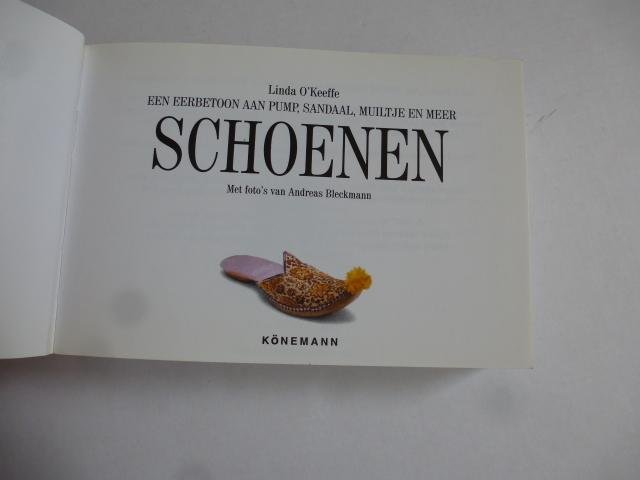 Linda O'Keeffe
EEN EERBETOON AAN PUMP, SANDAAL, MUILTJE EN MEER
SCHOENEN
Met foto's van Andreas Bleckmann
KÖNEMANN